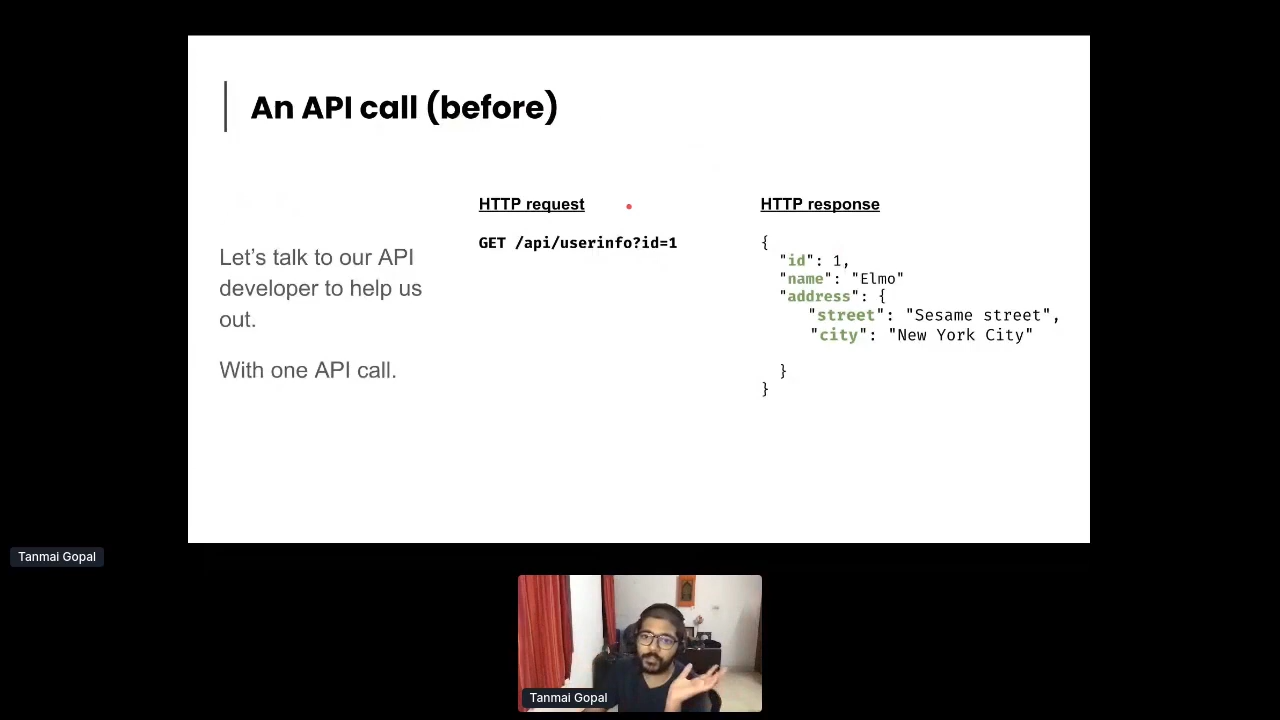 An API call (before)
Let's talk to our API
developer to help us
out.
With one API call.
HTTP request
GET /api/userinfo?id=1
HTTP response
{
"id": 1,
"name": "Elmo"
"address": {
"street": "Sesame street",
"city": "New York City"
}
}
Tanmai Gopal
Tanmai Gopal